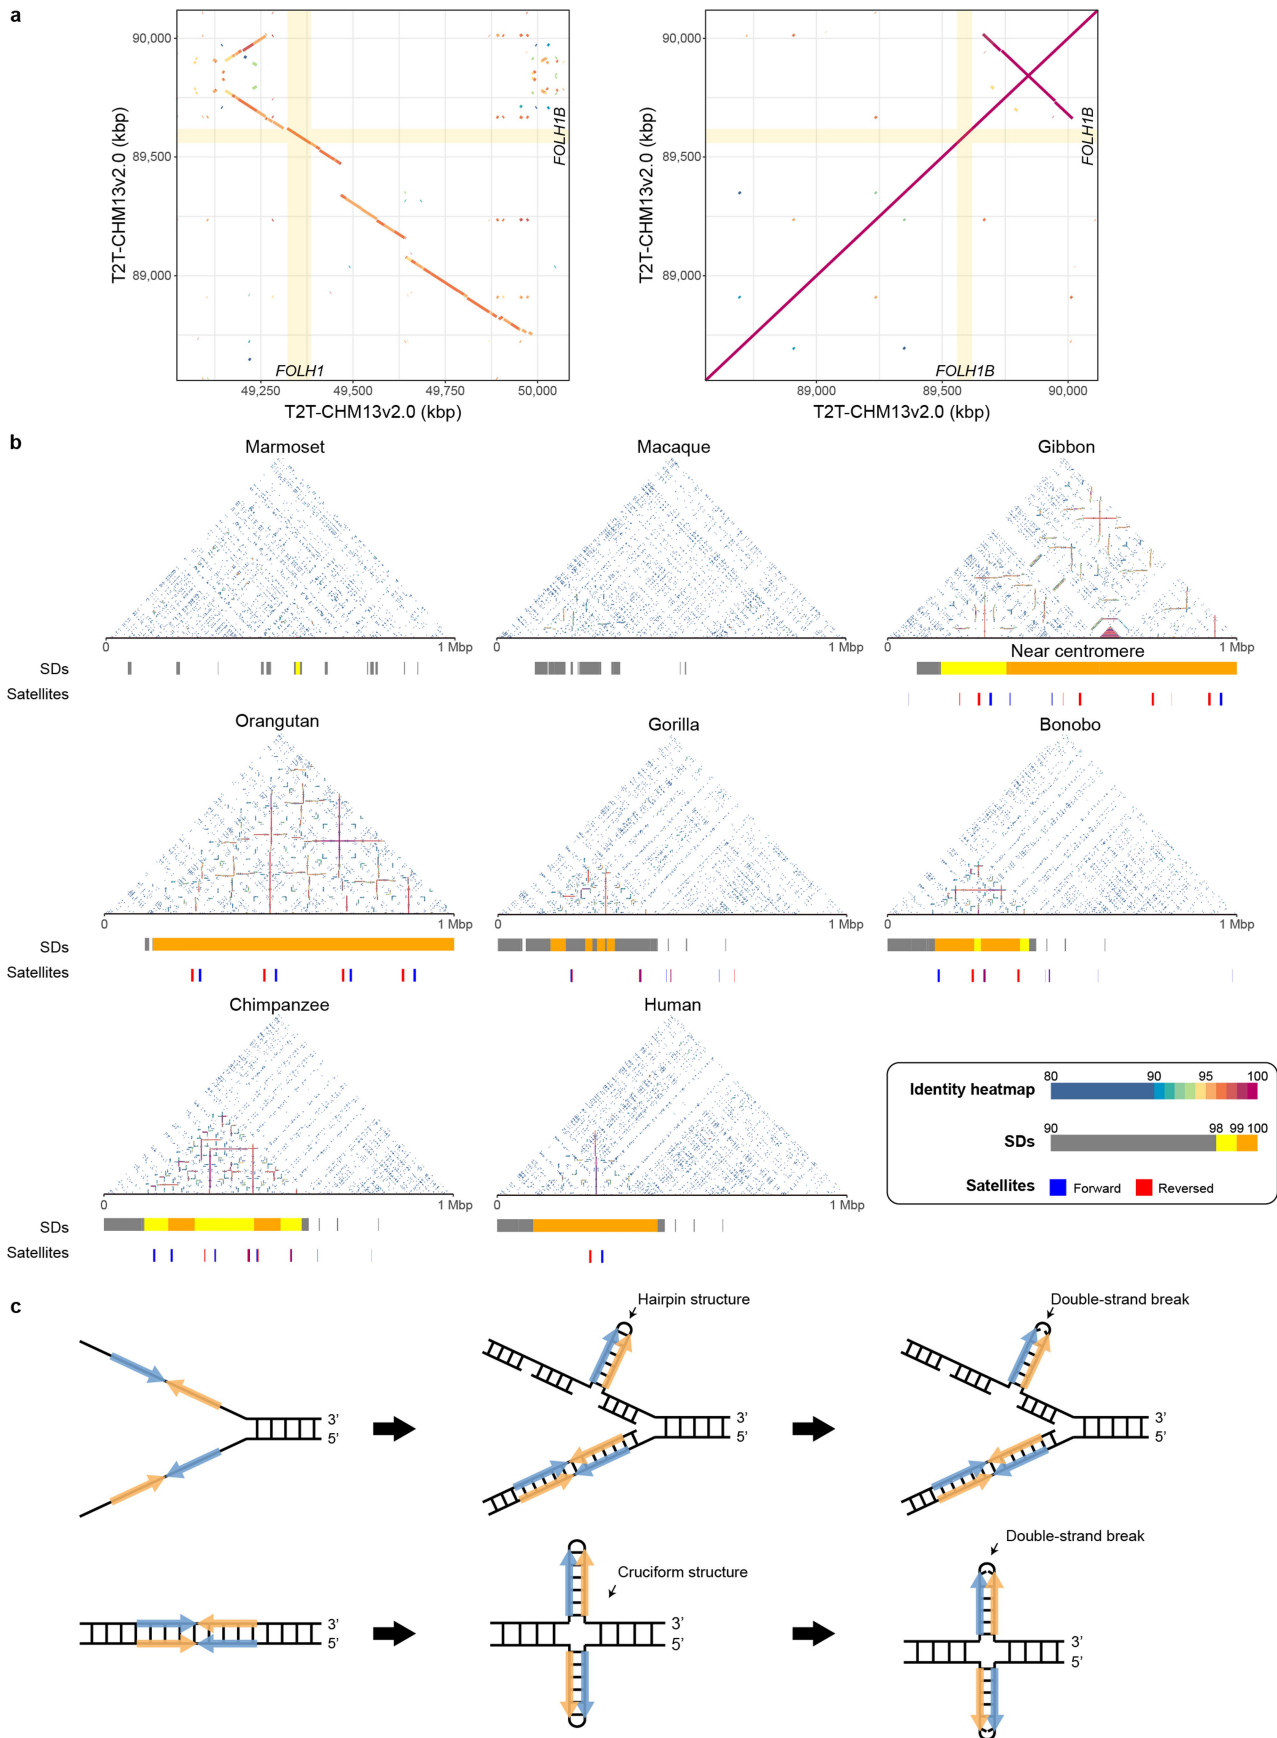 a
90,000
89,500
89,000
T2T-CHM13v2.0 (kbp)
FOLH1B
FOLH1
49,250
49,500
49,750
50,000
T2T-CHM13v2.0 (kbp)
90,000
89,500
89,000
T2T-CHM13v2.0 (kbp)
FOLH1B
FOLH1B
89,000
89,500
90,000
T2T-CHM13v2.0 (kbp)
b
Marmoset
Macaque
Gibbon
0
1 Mbp
0
1 Mbp
0
1 Mbp
Near centromere
SDs
Satellites
Orangutan
Gorilla
Bonobo
0
1 Mbp
0
1 Mbp
0
1 Mbp
SDs
Satellites
Chimpanzee
Human
0
1 Mbp
0
1 Mbp
SDs
Satellites
80
90
95
100
Identity heatmap
90
98
99
100
SDs
Satellites
Forward
Reversed
c
Hairpin structure
Double-strand break
3'
5'
3'
5'
3'
5'
Cruciform structure
Double-strand break
3'
5'
3'
5'
3'
5'